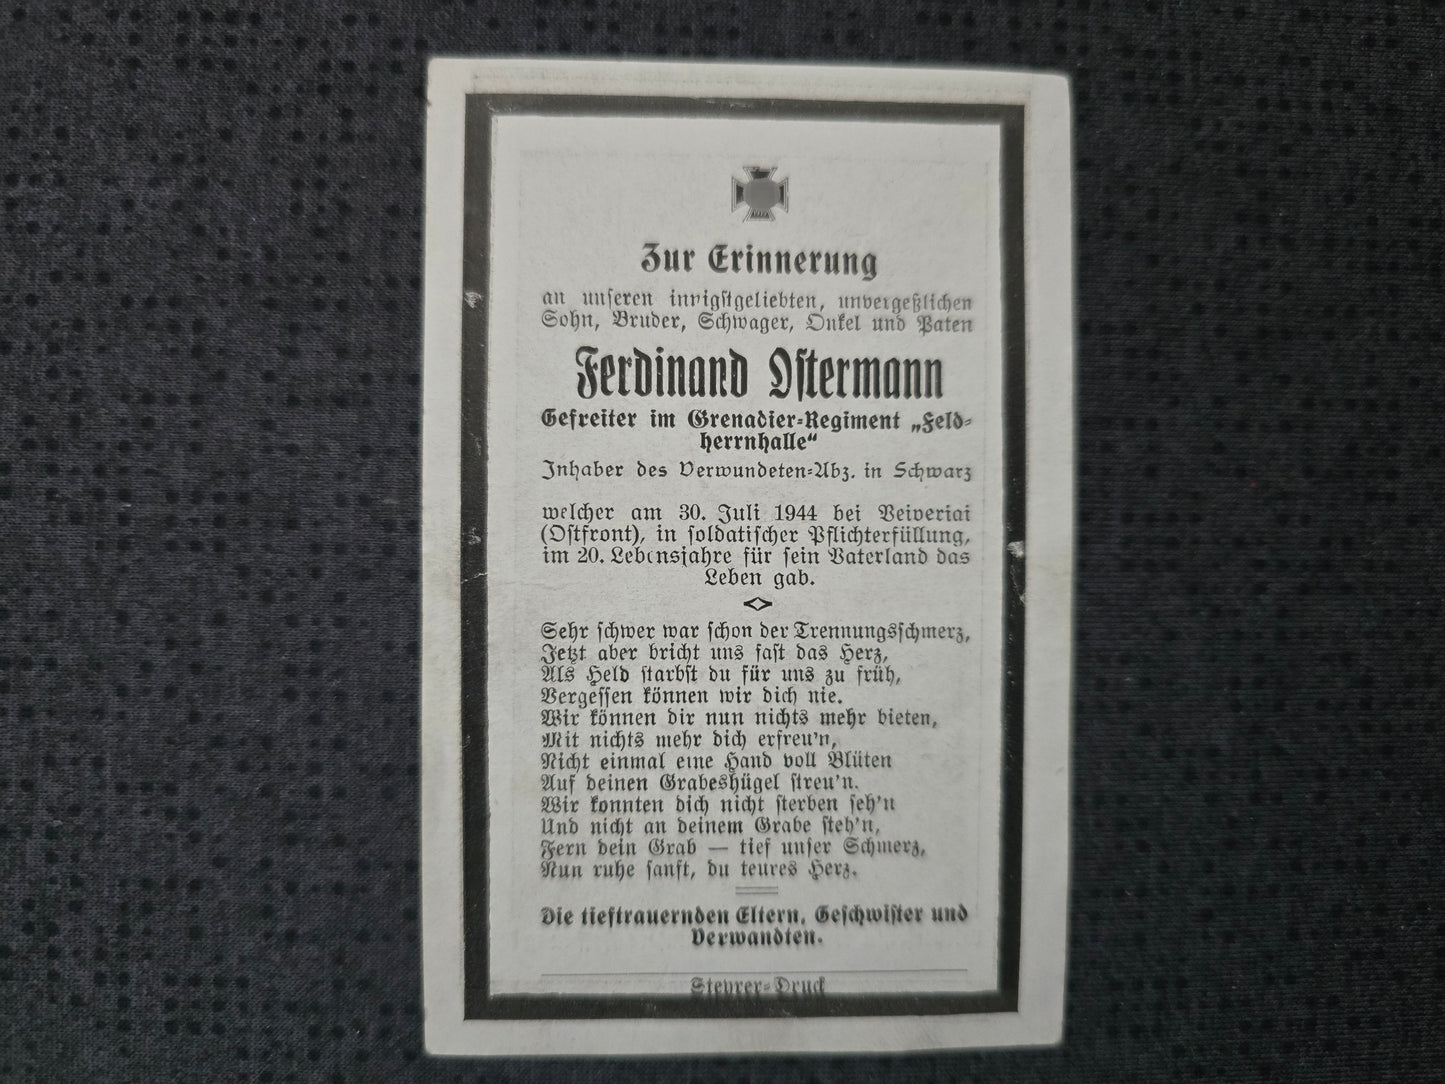 Zur Erinnerung
an unseren innigstgeliebten, unvergeßlichen
Sohn, Bruder, Schwager, Onkel und Paten
Ferdinand Ostermann
Gefreiter im Grenadier-Regiment „Feld-
herrnhalle“
Inhaber des Verwundeten-Abz. in Schwarz
welcher am 30. Juli 1944 bei Veiveriai
(Ostfront), in soldatischer Pflichterfüllung,
im 20. Lebensjahre für sein Vaterland das
Leben gab.
Sehr schwer war schon der Trennungsschmerz,
Jetzt aber bricht uns fast das Herz,
Als Held starbst du für uns zu früh,
Vergessen können wir dich nie.
Wir können dir nun nichts mehr bieten,
Mit nichts mehr dich erfreu'n,
Nicht einmal eine Hand voll Blüten
Auf deinen Grabeshügel streu'n.
Wir konnten dich nicht sterben seh'n
Und nicht an deinem Grabe steh'n,
Fern dein Grab — tief unser Schmerz,
Nun ruhe sanft, du teures Herz.
Die tieftrauernden Eltern, Geschwister und
Verwandten.
Steyrer-Druck